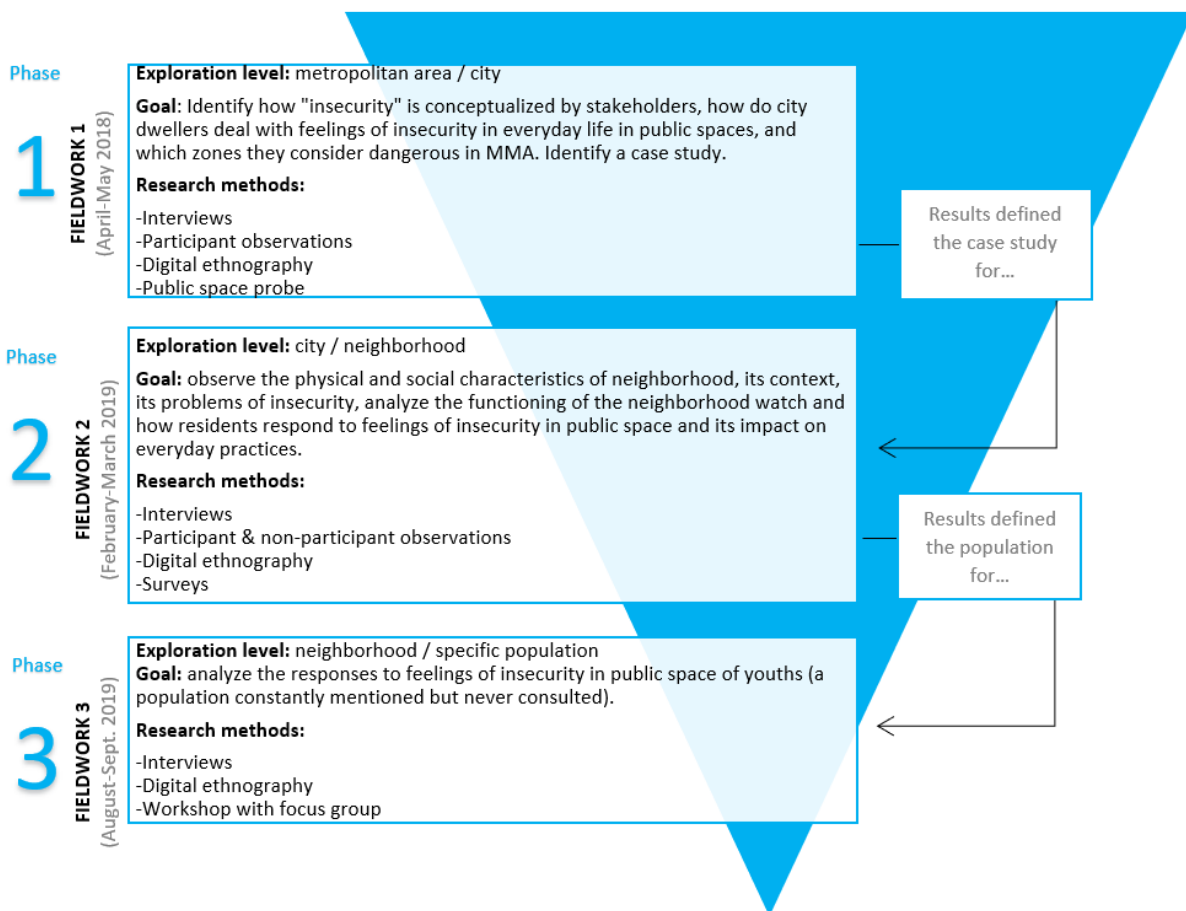 Phase
1
FIELDWORK 1
(April-May 2018)
Exploration level: metropolitan area / city
Goal: Identify how "insecurity" is conceptualized by stakeholders, how do city
dwellers deal with feelings of insecurity in everyday life in public spaces, and
which zones they consider dangerous in MMA. Identify a case study.
Research methods:
-Interviews
-Participant observations
-Digital ethnography
-Public space probe
Results defined
the case study
for...
Phase
2
FIELDWORK 2
(February-March 2019)
Exploration level: city / neighborhood
Goal: observe the physical and social characteristics of neighborhood, its context,
its problems of insecurity, analyze the functioning of the neighborhood watch and
how residents respond to feelings of insecurity in public space and its impact on
everyday practices.
Research methods:
-Interviews
-Participant & non-participant observations
-Digital ethnography
-Surveys
Results defined
the population
for...
Phase
3
FIELDWORK 3
(August-Sept. 2019)
Exploration level: neighborhood / specific population
Goal: analyze the responses to feelings of insecurity in public space of youths (a
population constantly mentioned but never consulted).
Research methods:
-Interviews
-Digital ethnography
-Workshop with focus group